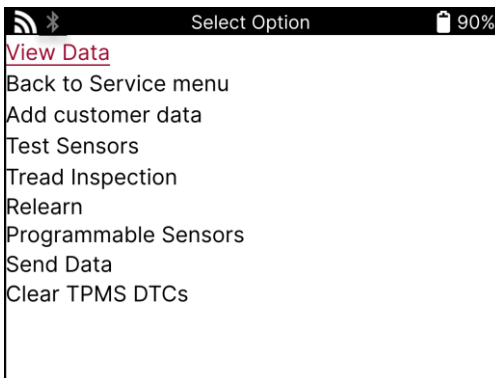 Select Option
90%
View Data
Back to Service menu
Add customer data
Test Sensors
Tread Inspection
Relearn
Programmable Sensors
Send Data
Clear TPMS DTCs